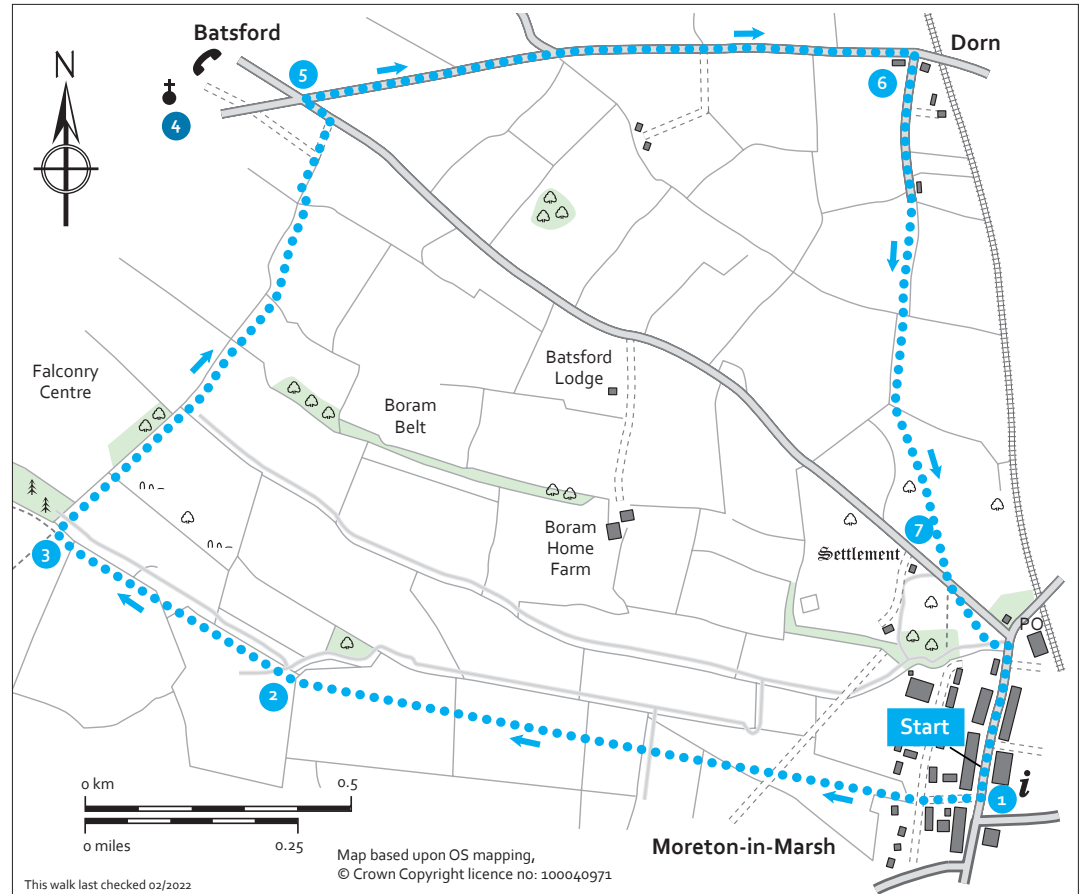 Batsford
Dorn
N
5
4
6
Falconry
Centre
Batsford
Lodge
Boram
Belt
7
3
Boram
Home
Farm
Settlement
PO
2
Start
i
1
0 km
0.5
0 miles
0.25
Moreton-in-Marsh
Map based upon OS mapping,
© Crown Copyright licence no: 100040971
This walk last checked 02/2022